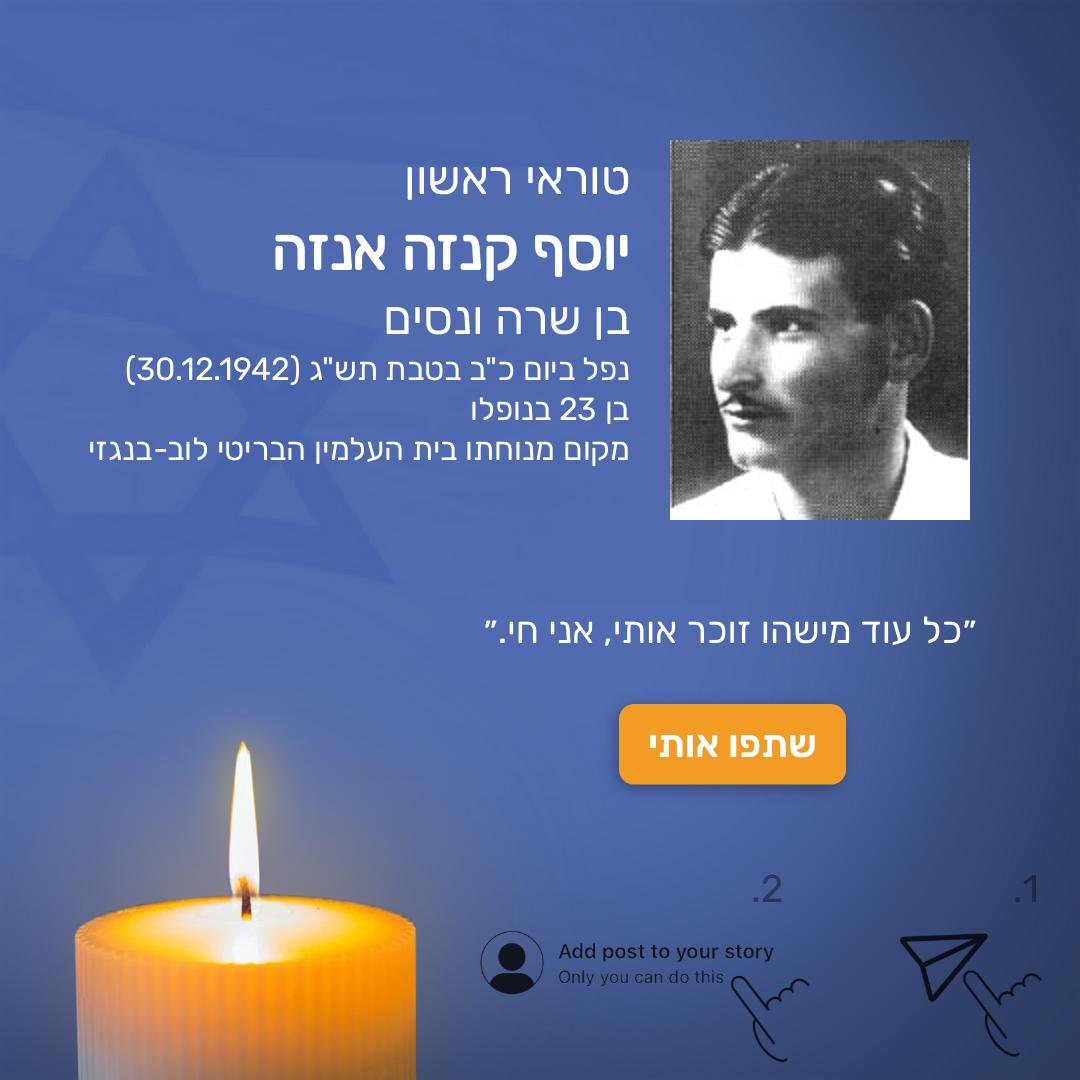 טוראי ראשון
יוסף קנזה אנזה
בן שרה ונסים
נפל ביום כ"ב בטבת תש"ג (30.12.1942)
בן 23 בנופלו
מקום מנוחתו בית העלמין הבריטי לוב-בנגזי
״כל עוד מישהו זוכר אותי, אני חי.״
שתפו אותי
.1
.2
Add post to your story
Only you can do this